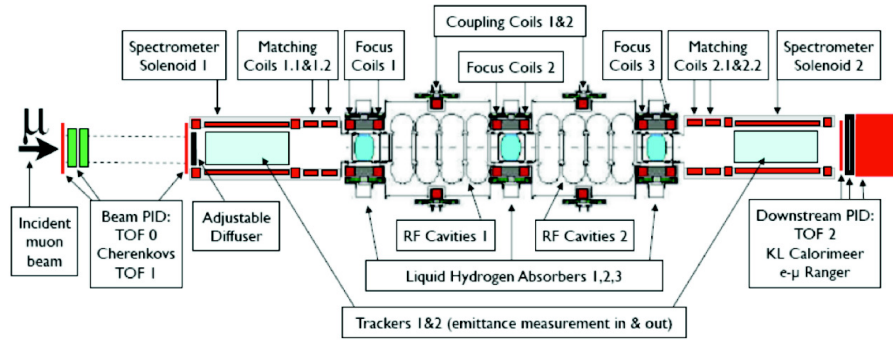 Coupling Coils 1&2
Spectrometer
Solenoid 1
Matching
Coils 1.1&1.2
Focus
Coils 1
Focus Coils 2
Focus
Coils 3
Matching
Coils 2.1&2.2
Spectrometer
Solenoid 2
μ
Incident
muon
beam
Beam PID:
TOF 0
Cherenkovs
TOF 1
Adjustable
Diffuser
RF Cavities 1
RF Cavities 2
Downstream PID:
TOF 2
KL Calorimeer
e-μ Ranger
Liquid Hydrogen Absorbers 1,2,3
Trackers 1&2 (emittance measurement in & out)